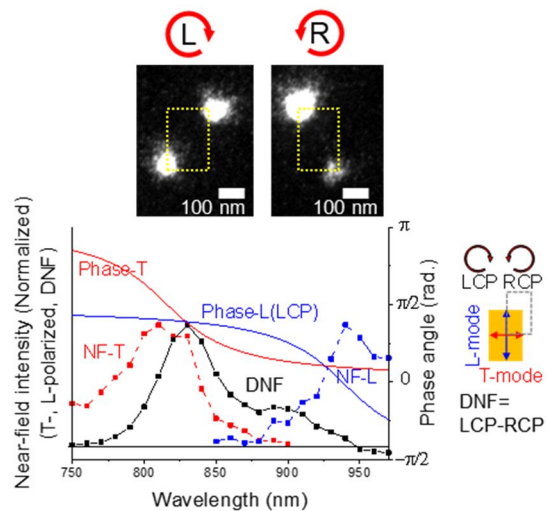 L
R
100 nm
100 nm
Near-field intensity (Normalized)
(T-, L-polarized, DNF)
Phase-T
Phase-L(LCP)
NF-T
DNF
NF-L
750
800
850
900
950
Wavelength (nm)
π
π/2
0
−π/2
Phase angle (rad.)
LCP RCP
L-mode
T-mode
DNF=
LCP-RCP